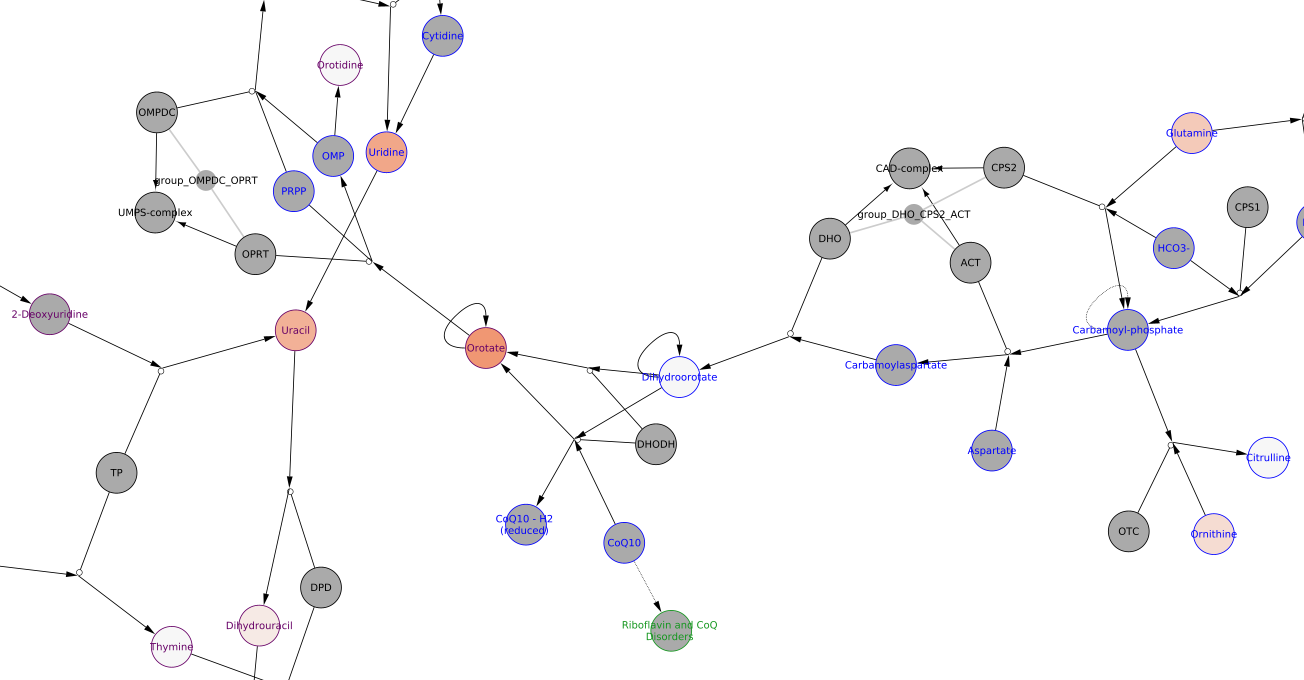 Cytidine
Orotidine
OMPDC
Glutamine
OMP
Uridine
CAD-complex
CPS2
group_OMPDC_OPRT
PRPP
CPS1
UMPS-complex
group_DHO_CPS2_ACT
DHO
HCO3-
OPRT
ACT
2-Deoxyuridine
Uracil
Carbamoyl-phosphate
Orotate
Carbamoylaspartate
Dihydroorotate
DHODH
Aspartate
Citrulline
TP
CoQ10 - H2
(reduced)
CoQ10
OTC
Ornithine
DPD
Dihydrouracil
Riboflavin and CoQ
Disorders
Thymine